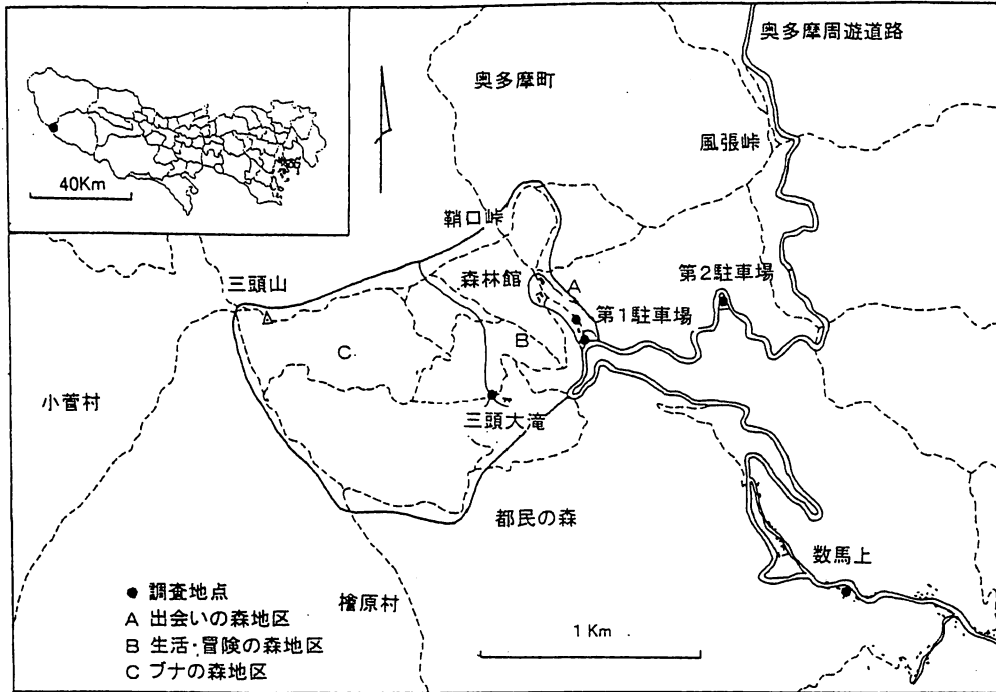 奥多摩周遊道路
奥多摩町
風張峠
40Km
鞘口峠
三頭山
森林館
A
第2駐車場
第1駐車場
B
C
小菅村
三頭大滝
都民の森
数馬上
檜原村
● 調査地点
A 出会いの森地区
B 生活・冒険の森地区
C ブナの森地区
1 Km